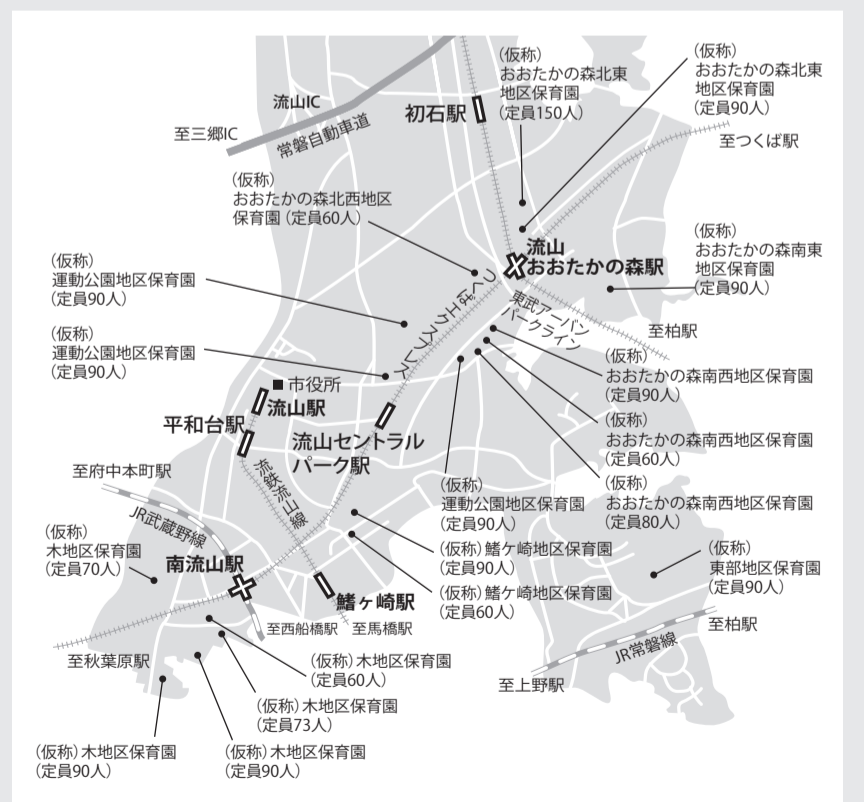 (仮称)
おおたかの森北東
地区保育園
(定員150人)
(仮称)
おおたかの森北東
地区保育園
(定員90人)
流山IC
初石駅
至三郷IC
常磐自動車道
至つくば駅
(仮称)
おおたかの森北西地区
保育園(定員60人)
(仮称)
おおたかの森南東
地区保育園
(定員90人)
流山
おおたかの森駅
(仮称)
運動公園地区保育園
(定員90人)
つくばエクスプレス
東武アーバン
パークライン
至柏駅
(仮称)
運動公園地区保育園
(定員90人)
(仮称)
おおたかの森南西地区保育園
(定員90人)
市役所
流山駅
平和台駅
流山セントラル
パーク駅
(仮称)
おおたかの森南西地区保育園
(定員60人)
至府中本町駅
流鉄流山線
(仮称)
運動公園地区保育園
(定員90人)
(仮称)
おおたかの森南西地区保育園
(定員80人)
JR武蔵野線
(仮称)
木地区保育園
(定員70人)
南流山駅
(仮称)鰭ケ崎地区保育園
(定員90人)
(仮称)鰭ケ崎地区保育園
(定員60人)
(仮称)
東部地区保育園
(定員90人)
鰭ヶ崎駅
至西船橋駅
至馬橋駅
至柏駅
JR常磐線
至上野駅
至秋葉原駅
(仮称)木地区保育園
(定員60人)
(仮称)木地区保育園
(定員73人)
(仮称)木地区保育園
(定員90人)
(仮称)木地区保育園
(定員90人)